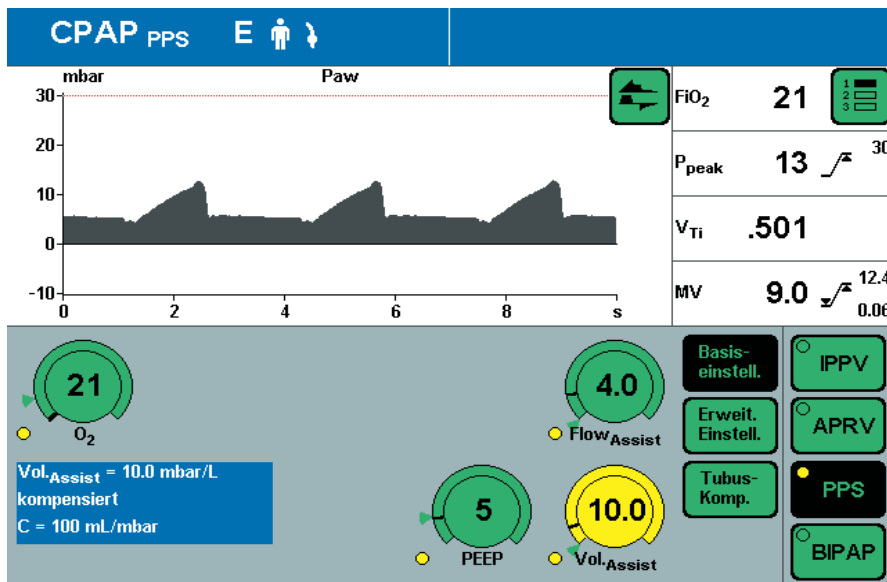 CPAP PPS E
mbar Paw
30
20
10
0
-10
0 2 4 6 8 s
FiO2 21
1
2
3
Ppeak 13 30
VTi .501
MV 9.0 12.4
0.06
21
O2
4.0
FlowAssist
Basis-
einstell.
IPPV
Erweit.
Einstell.
APRV
Vol.Assist = 10.0 mbar/L
kompensiert
C = 100 mL/mbar
5
PEEP
10.0
Vol.Assist
Tubus-
Komp.
PPS
BIPAP